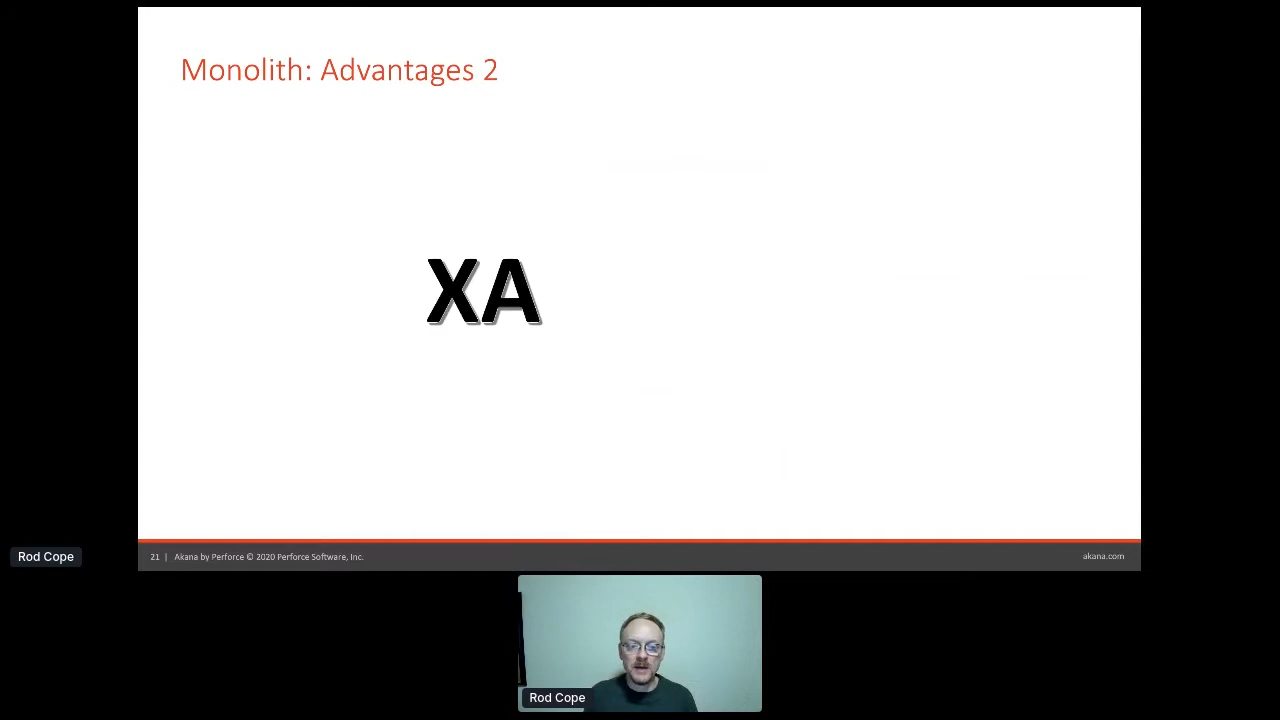 Monolith: Advantages 2
XA
21 | Akana by Perforce © 2020 Perforce Software, Inc.
akana.com
Rod Cope
Rod Cope